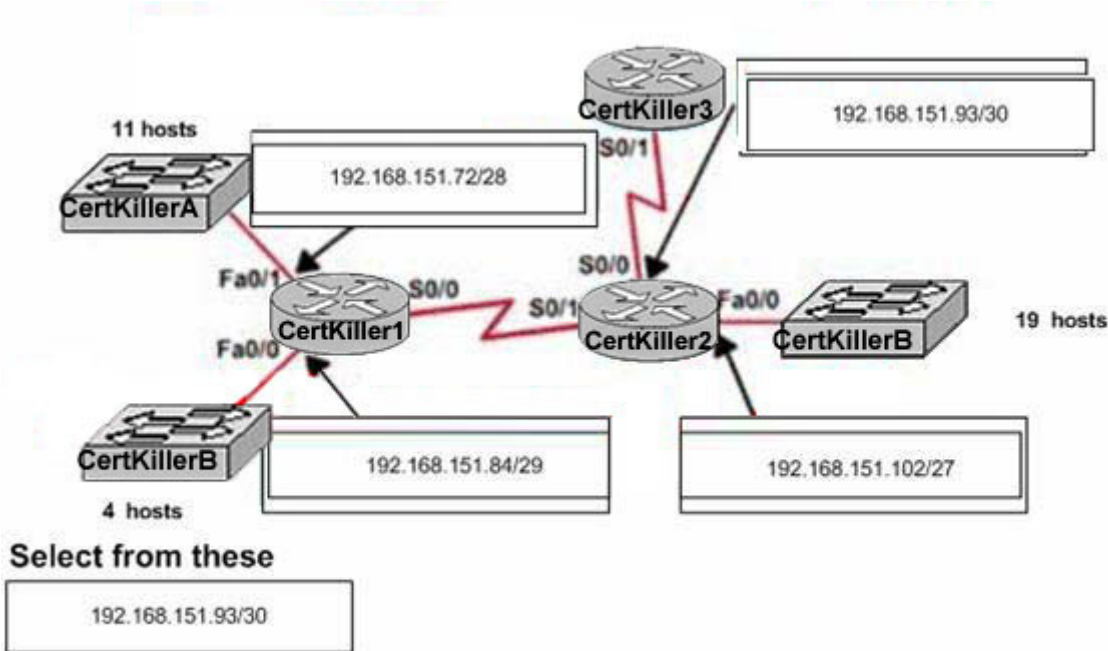 CertKiller3
192.168.151.93/30
11 hosts
S0/1
192.168.151.72/28
CertKillerA
Fa0/1
S0/0
S0/0
S0/1
Fa0/0
CertKiller1
CertKiller2
CertKillerB
19 hosts
Fa0/0
CertKillerB
192.168.151.84/29
192.168.151.102/27
4 hosts
Select from these
192.168.151.93/30